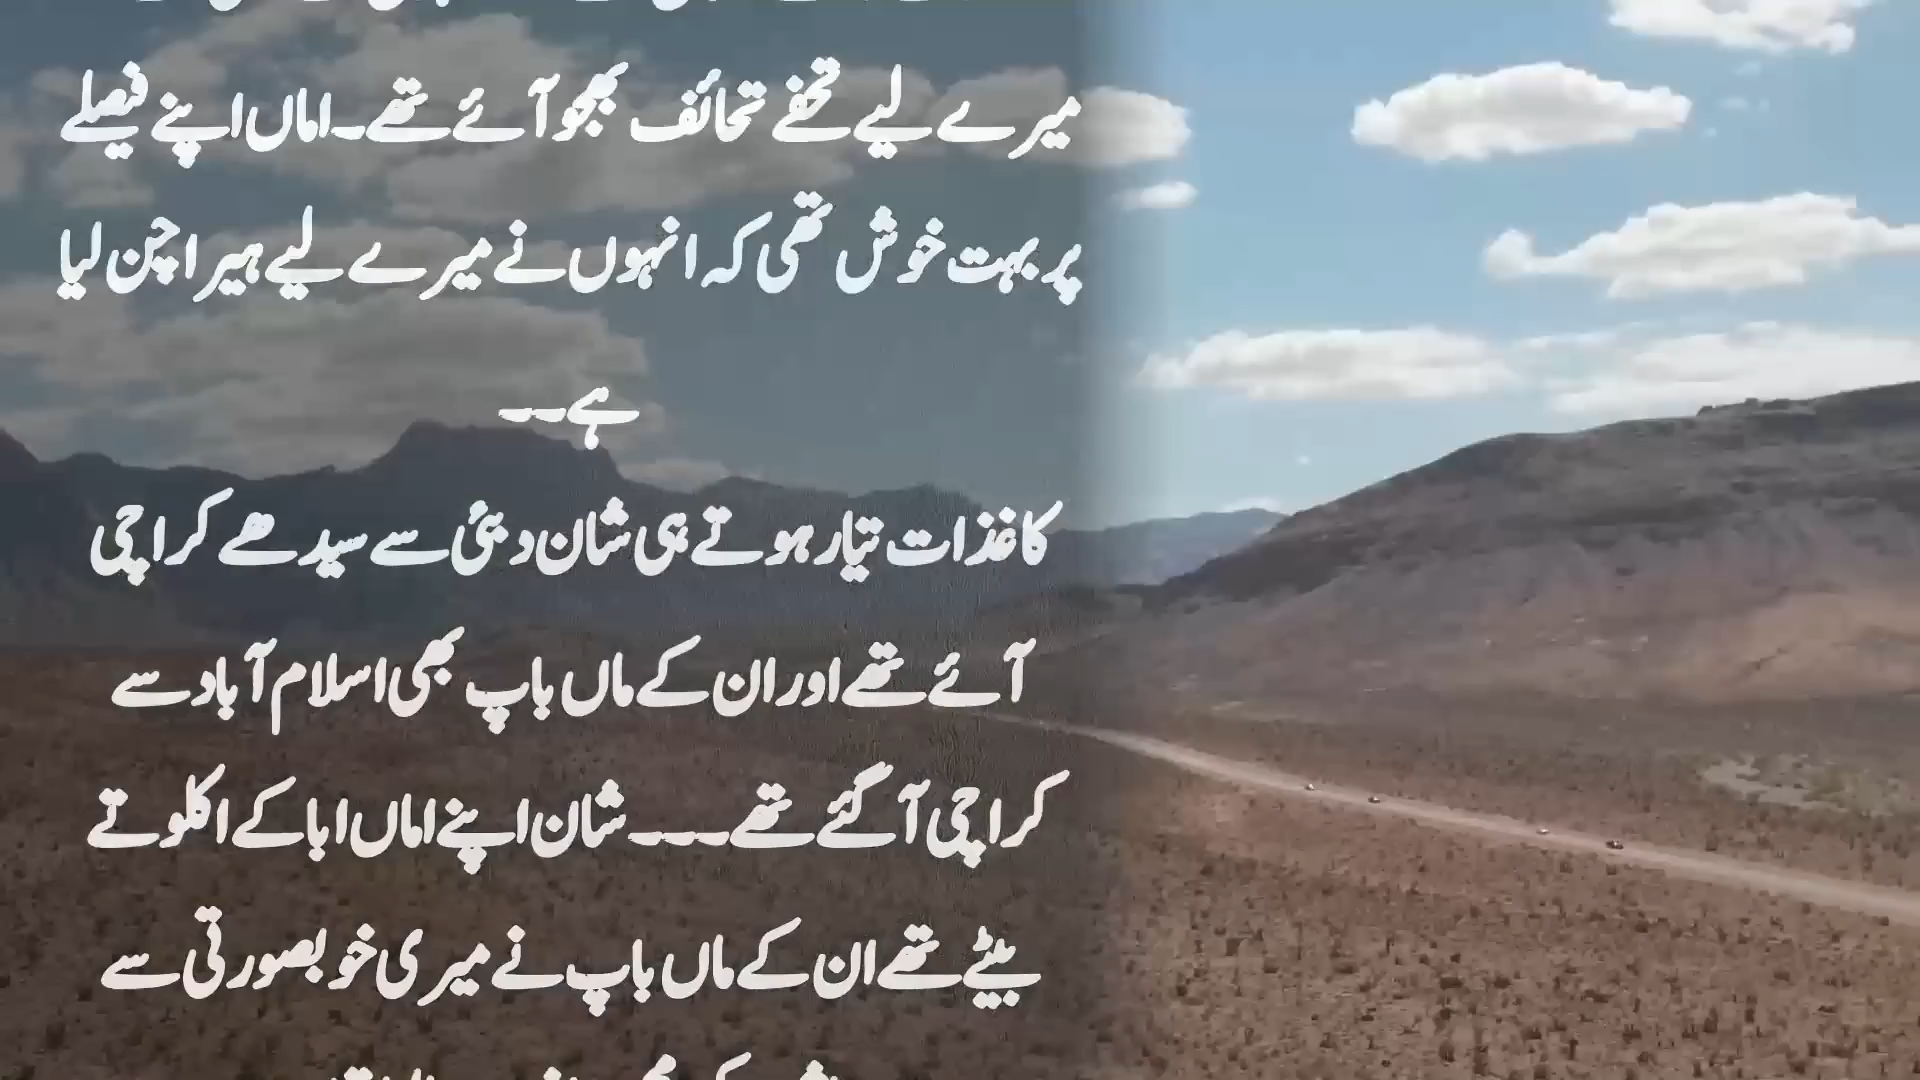 میرے لیے تحفے تحائف بھجوآئے تھے۔اماں اپنے فیصلے
پر بہت خوش تھی کہ انہوں نے میرے لیے ہیرا چن لیا
ہے۔۔
کاغذات تیار ہوتے ہی شان دبئی سے سیدھے کراچی
آئے تھے اور ان کے ماں باپ بھی اسلام آباد سے
کراچی آگئے تھے۔۔۔۔شان اپنے اماں ابا کے اکلوتے
بیٹے تھے ان کے ماں باپ نے میری خوبصورتی سے